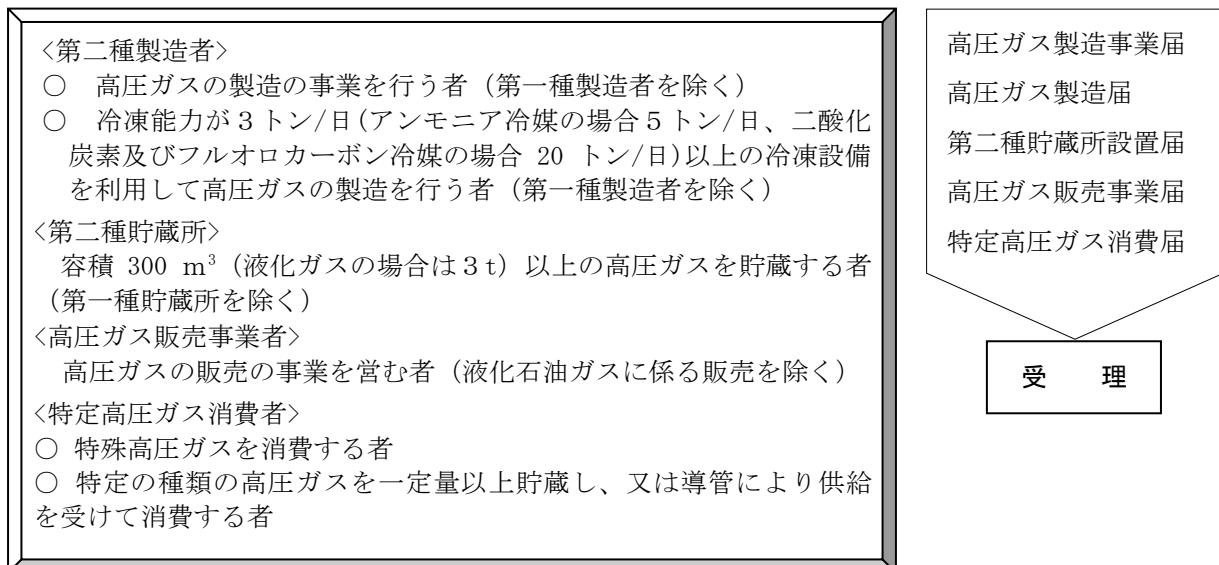 <第二種製造者>
○ 高圧ガスの製造の事業を行う者（第一種製造者を除く）
○ 冷凍能力が３トン/日(アンモニア冷媒の場合５トン/日、二酸化
炭素及びフルオロカーボン冷媒の場合 20 トン/日)以上の冷凍設備
を利用して高圧ガスの製造を行う者（第一種製造者を除く）
<第二種貯蔵所>
容積 300 m³（液化ガスの場合は３t）以上の高圧ガスを貯蔵する者
（第一種貯蔵所を除く）
<高圧ガス販売事業者>
高圧ガスの販売の事業を営む者（液化石油ガスに係る販売を除く）
<特定高圧ガス消費者>
○ 特殊高圧ガスを消費する者
○ 特定の種類の高圧ガスを一定量以上貯蔵し、又は導管により供給
を受けて消費する者
高圧ガス製造事業届
高圧ガス製造届
第二種貯蔵所設置届
高圧ガス販売事業届
特定高圧ガス消費届
受　理